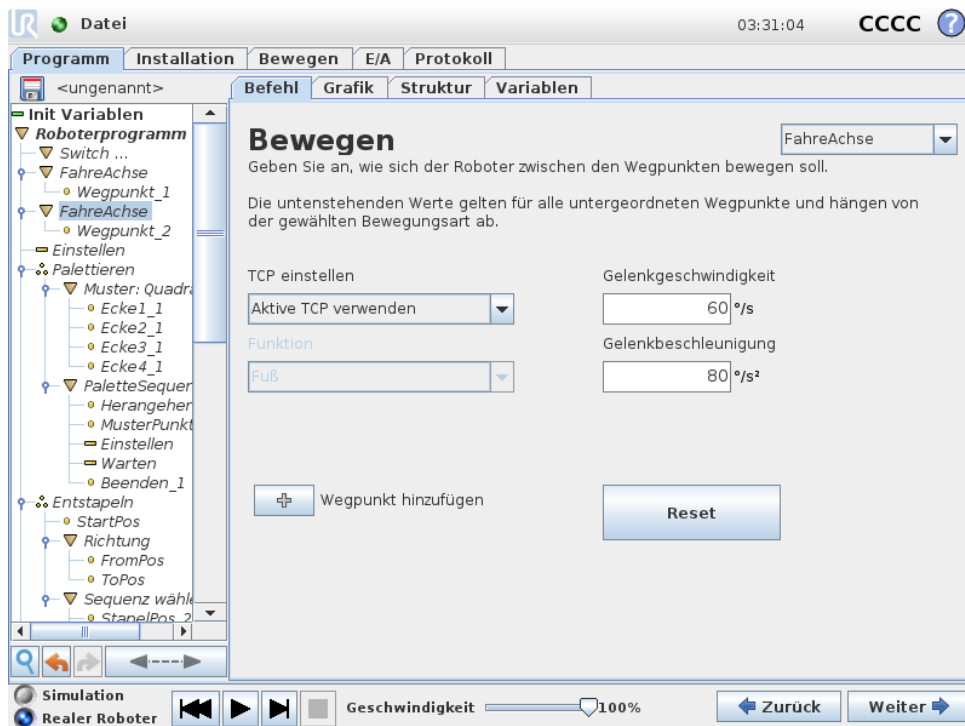 UR Datei 03:31:04 CCCC ?
Programm Installation Bewegen E/A Protokoll
<ungenannt>
Befehl Grafik Struktur Variablen
Init Variablen
Roboterprogramm
Switch ...
FahreAchse
Wegpunkt_1
FahreAchse
Wegpunkt_2
Einstellen
Palettieren
Muster: Quadra
Ecke1_1
Ecke2_1
Ecke3_1
Ecke4_1
PaletteSequen
Herangehen
MusterPunkt
Einstellen
Warten
Beenden_1
Entstapeln
StartPos
Richtung
FromPos
ToPos
Sequenz wähle
StapelPos_2
Bewegen
FahreAchse
Geben Sie an, wie sich der Roboter zwischen den Wegpunkten bewegen soll.
Die untenstehenden Werte gelten für alle untergeordneten Wegpunkte und hängen von
der gewählten Bewegungsart ab.
TCP einstellen
Aktive TCP verwenden
Funktion
Fuß
Gelenkgeschwindigkeit
60 °/s
Gelenkbeschleunigung
80 °/s²
Wegpunkt hinzufügen
Reset
Simulation
Realer Roboter
Geschwindigkeit 100%
Zurück
Weiter